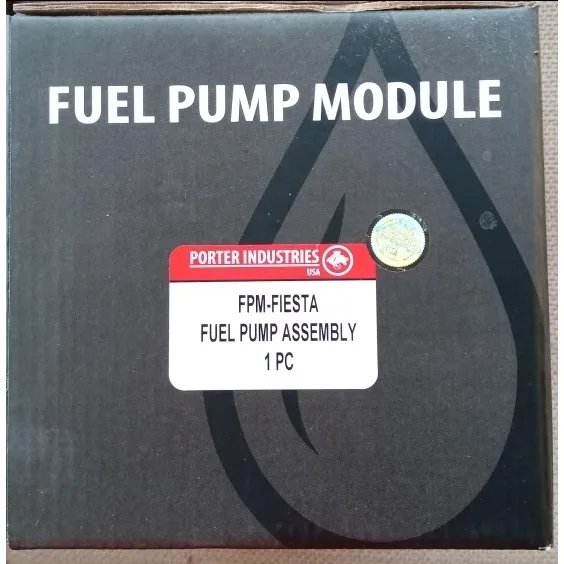 FUEL PUMP MODULE
PORTER INDUSTRIES
USA
FPM-FIESTA
FUEL PUMP ASSEMBLY
1 PC